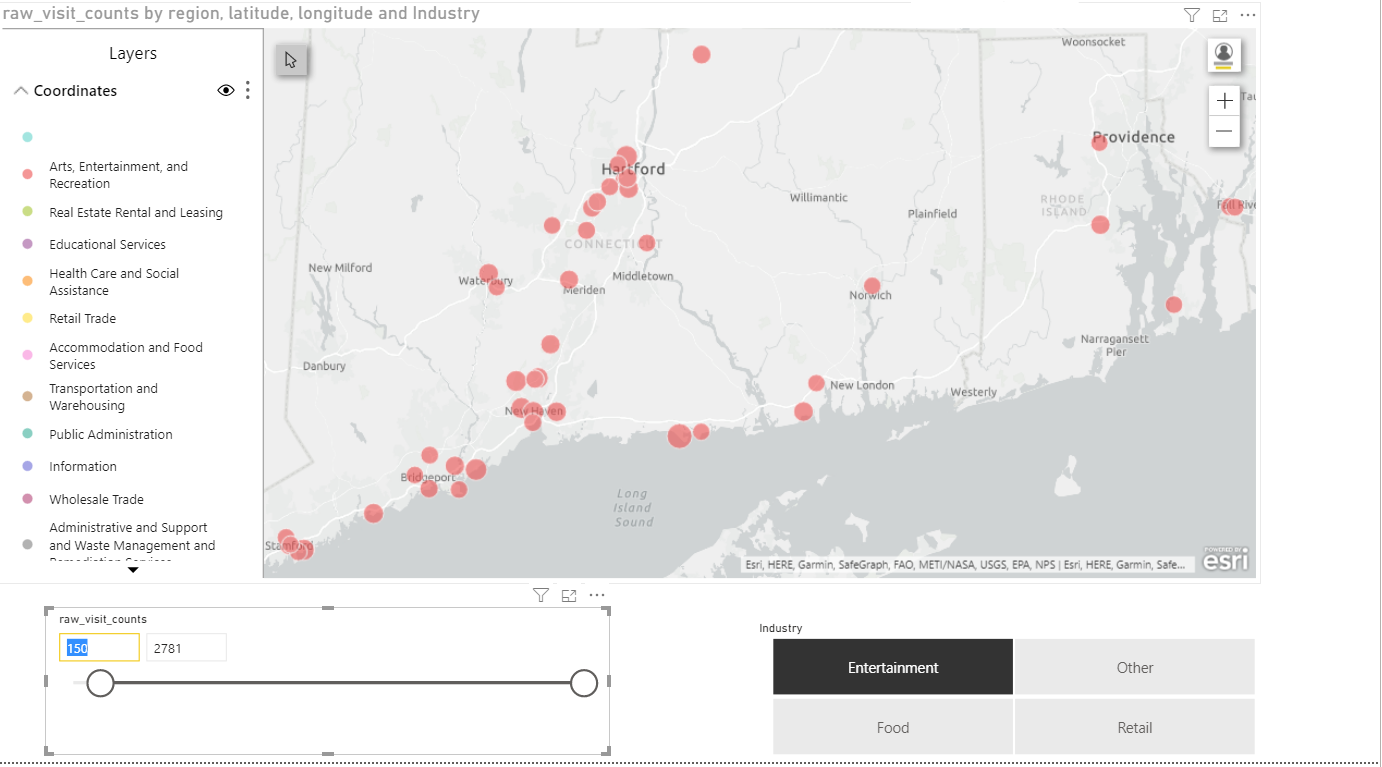 raw_visit_counts by region, latitude, longitude and Industry
Layers
Coordinates
Arts, Entertainment, and
Recreation
Real Estate Rental and Leasing
Educational Services
Health Care and Social
Assistance
Retail Trade
Accommodation and Food
Services
Transportation and
Warehousing
Public Administration
Information
Wholesale Trade
Administrative and Support
and Waste Management and
Remediation Services
Woonsocket
Providence
Hartford
Willimantic
Plainfield
RHODE
ISLAND
Fall Rive
CONNECTICUT
New Milford
Waterbury
Middletown
Meriden
Norwich
Narragansett
Pier
Danbury
New London
Westerly
New Haven
Bridgeport
Long
Island
Sound
Stamford
Esri, HERE, Garmin, SafeGraph, FAO, METI/NASA, USGS, EPA, NPS | Esri, HERE, Garmin, Safe...
POWERED BY
esri
raw_visit_counts
150
2781
Industry
Entertainment
Other
Food
Retail